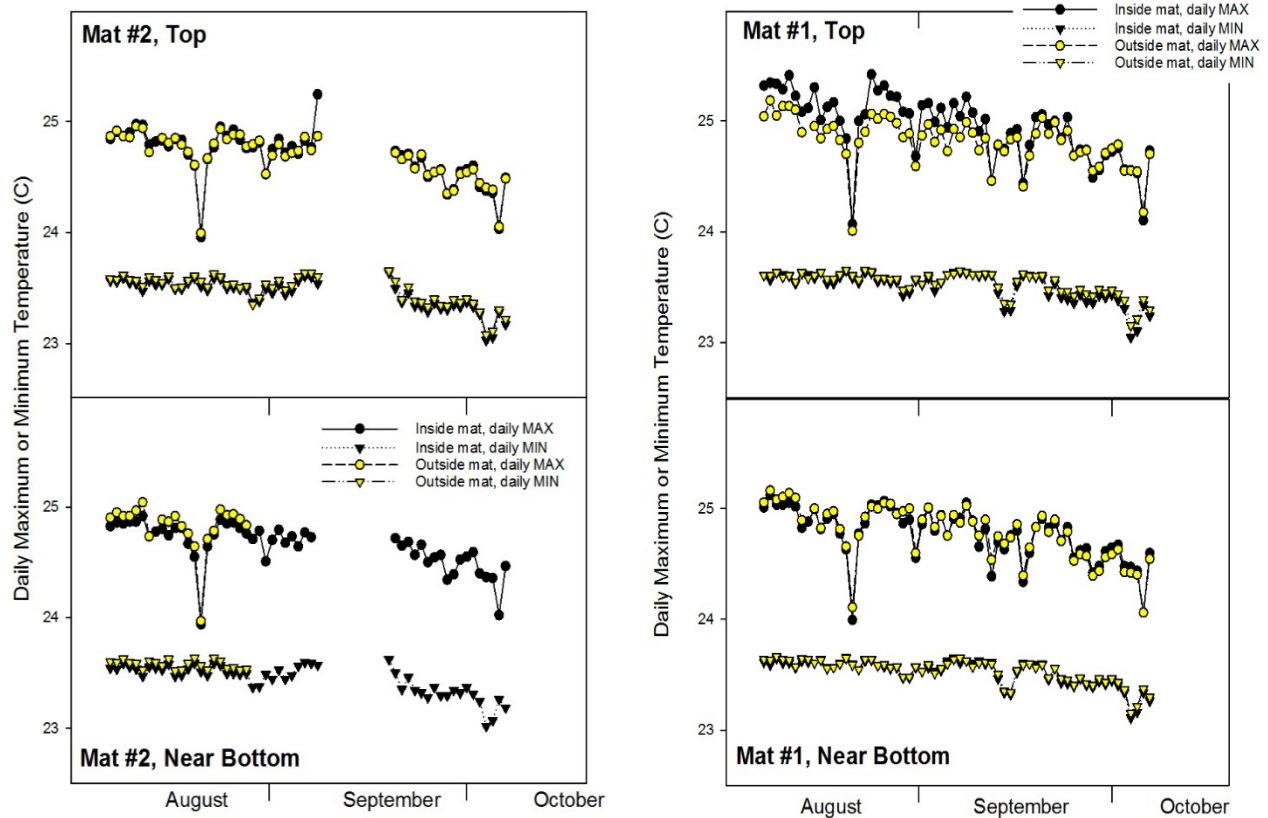 Mat #2, Top
25
24
23
Inside mat, daily MAX
Inside mat, daily MIN
Outside mat, daily MAX
Outside mat, daily MIN
25
24
23
Mat #2, Near Bottom
August
September
October
Daily Maximum or Minimum Temperature (C)
Inside mat, daily MAX
Inside mat, daily MIN
Outside mat, daily MAX
Outside mat, daily MIN
Mat #1, Top
25
24
23
25
24
23
Mat #1, Near Bottom
August
September
October
Daily Maximum or Minimum Temperature (C)